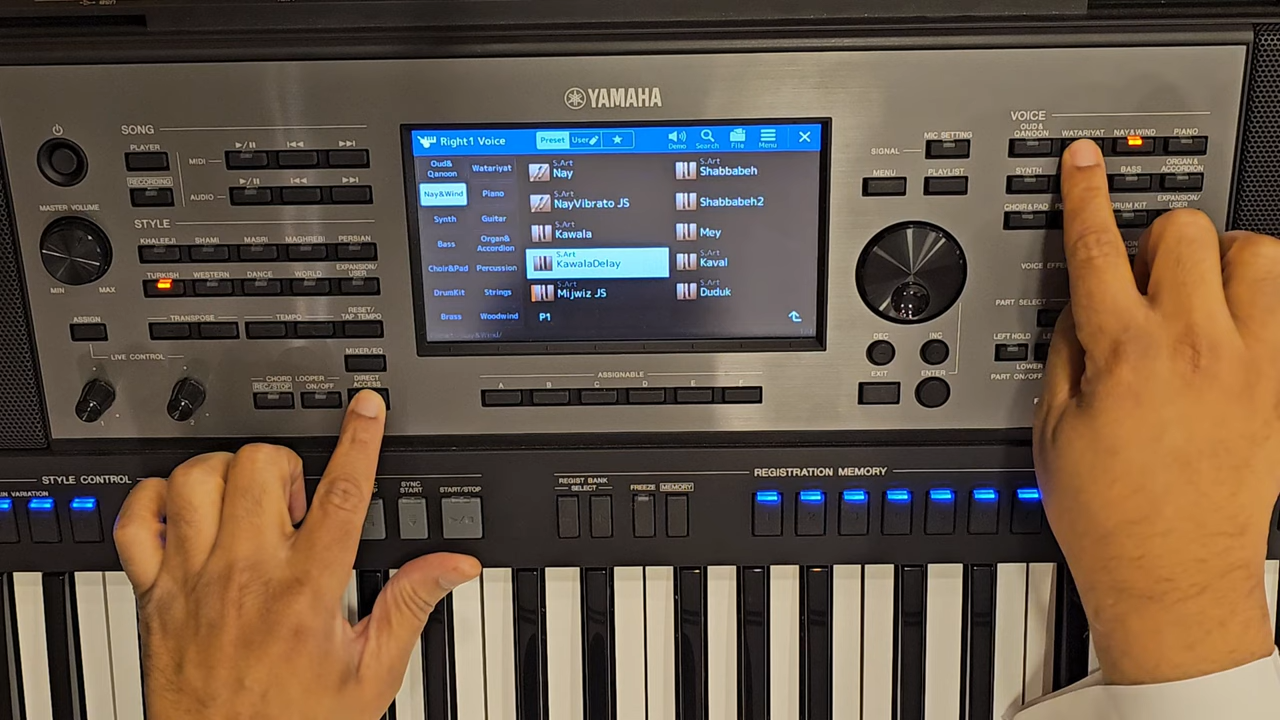 YAMAHA
SONG
PLAYER
MIDI
RECORDING
AUDIO
MASTER VOLUME
MIN
MAX
STYLE
KHALEEJI
SHAMI
MASRI
MAGHREBI
PERSIAN
TURKISH
WESTERN
DANCE
WORLD
EXPANSION/
USER
ASSIGN
TRANSPOSE
TEMPO
RESET/
TAP TEMPO
LIVE CONTROL
1
2
MIXER/EQ
CHORD LOOPER
REC/STOP
ON/OFF
DIRECT
ACCESS
Right1 Voice
Preset
User
Demo
Search
File
Menu
Oud&
Qanoon
Watariyat
Nay&Wind
Piano
Synth
Guitar
Bass
Organ&
Accordion
Choir&Pad
Percussion
DrumKit
Strings
Brass
Woodwind
S.Art
Nay
S.Art
NayVibrato JS
S.Art
Kawala
S.Art
KawalaDelay
S.Art
Mijwiz JS
P1
S.Art
Shabbabeh
S.Art
Shabbabeh2
S.Art
Mey
S.Art
Kaval
S.Art
Duduk
ASSIGNABLE
A
B
C
D
E
F
MIC SETTING
SIGNAL
MENU
PLAYLIST
DEC
INC
EXIT
ENTER
VOICE
OUD&
QANOON
WATARIYAT
NAY&WIND
PIANO
SYNTH
BASS
ORGAN &
ACCORDION
CHOIR&PAD
DRUM KIT
EXPANSION/
USER
PART SELECT
LEFT HOLD
LEFT
LOWER
PART ON/OFF
STYLE CONTROL
VARIATION
SYNC
START
START/STOP
REGIST BANK
SELECT
FREEZE
MEMORY
REGISTRATION MEMORY